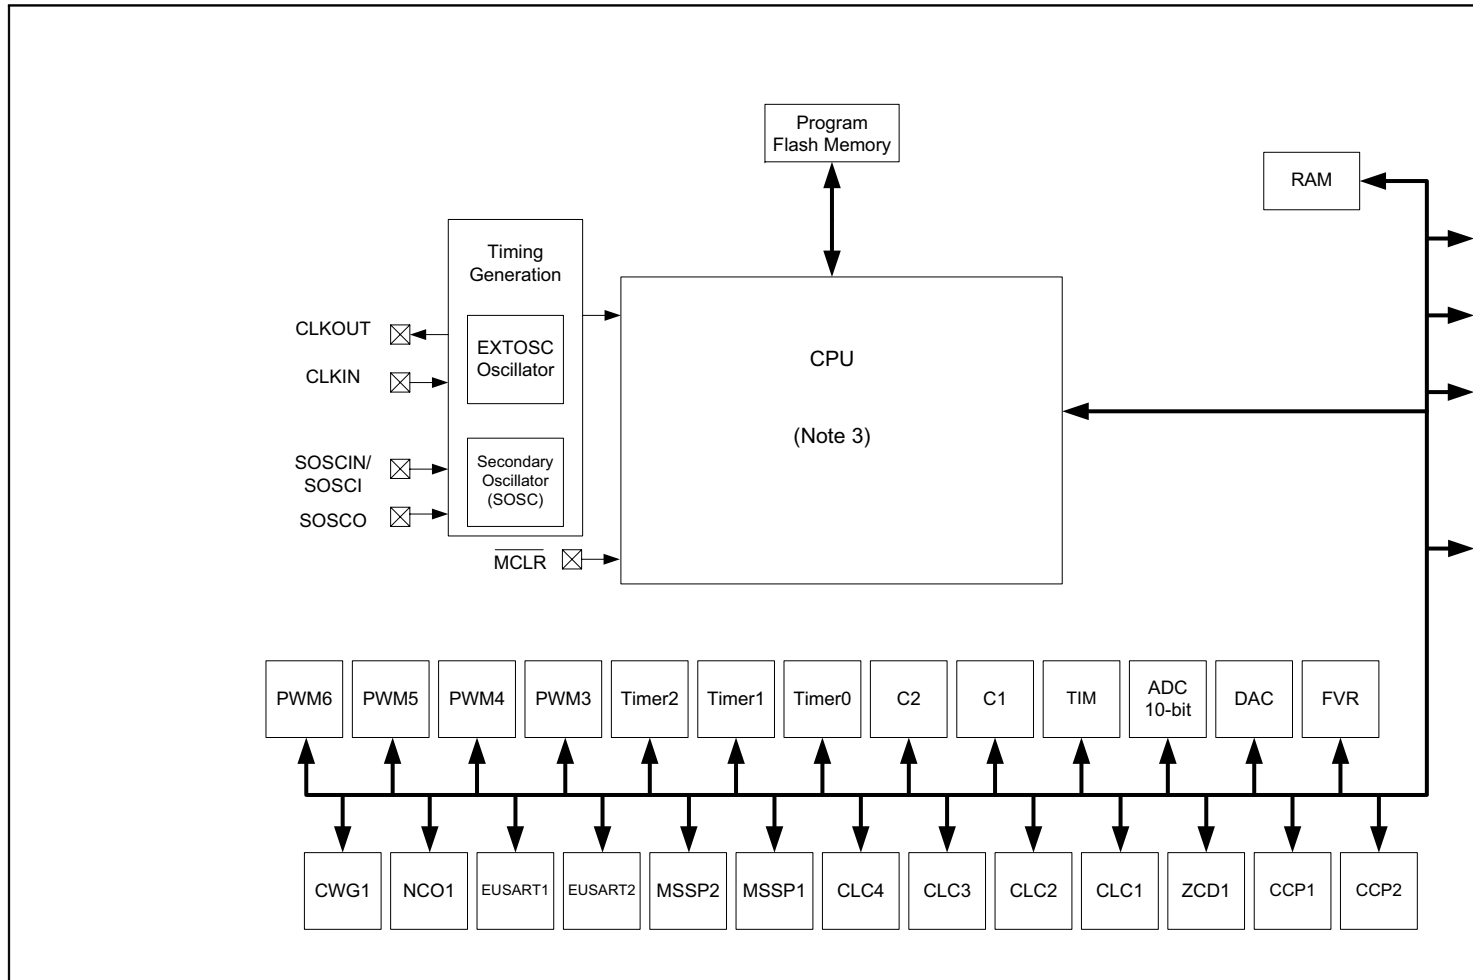 Program
Flash Memory
RAM
Timing
Generation
CLKOUT
EXTOSC
Oscillator
CLKIN
CPU
(Note 3)
SOSCIN/
SOSCI
Secondary
Oscillator
(SOSC)
SOSCO
MCLR
PWM6
PWM5
PWM4
PWM3
Timer2
Timer1
Timer0
C2
C1
TIM
ADC
10-bit
DAC
FVR
CWG1
NCO1
EUSART1
EUSART2
MSSP2
MSSP1
CLC4
CLC3
CLC2
CLC1
ZCD1
CCP1
CCP2